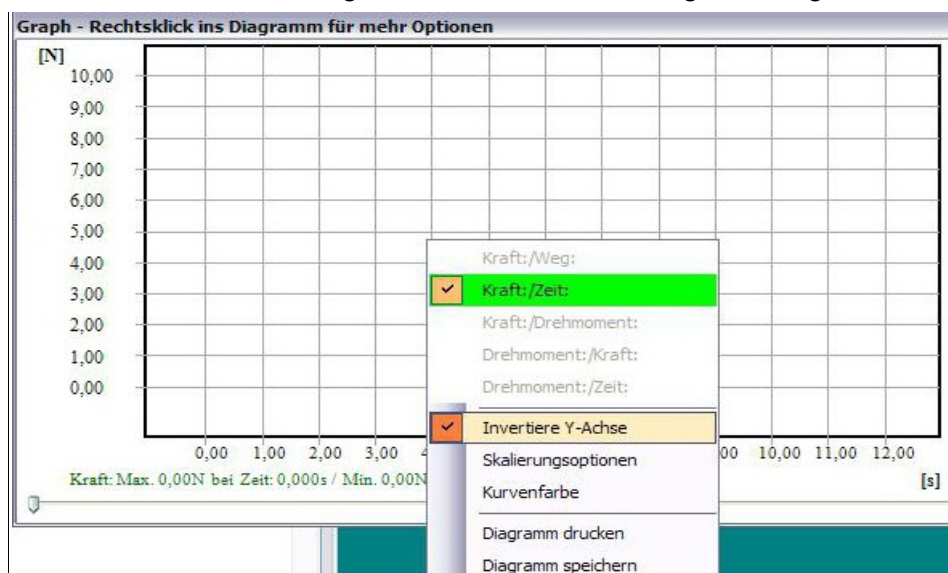 Graph - Rechtsklick ins Diagramm für mehr Optionen
[N]
10,00
9,00
8,00
7,00
6,00
5,00
4,00
3,00
2,00
1,00
0,00
Kraft:/Weg:
Kraft:/Zeit:
Kraft:/Drehmoment:
Drehmoment:/Kraft:
Drehmoment:/Zeit:
Invertiere Y-Achse
Skalierungsoptionen
Kurvenfarbe
Diagramm drucken
Diagramm speichern
0,00 1,00 2,00 3,00 00 10,00 11,00 12,00
Kraft: Max. 0,00N bei Zeit: 0,000s / Min. 0,00N
[s]